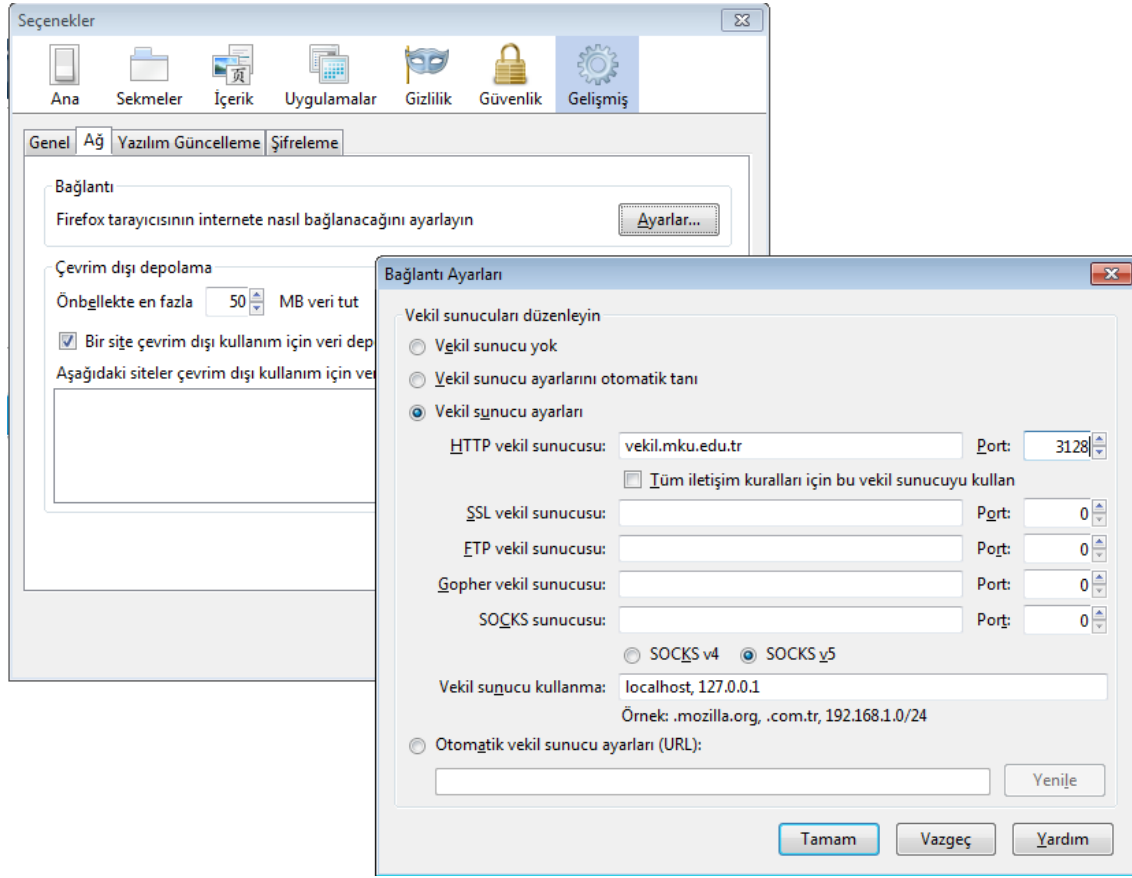 Seçenekler
Ana Sekmeler İçerik Uygulamalar Gizlilik Güvenlik Gelişmiş
Genel Ağ Yazılım Güncelleme Şifreleme
Bağlantı
Firefox tarayıcısının internete nasıl bağlanacağını ayarlayın Ayarlar...
Çevrim dışı depolama
Önbellekte en fazla 50 MB veri tut
Bir site çevrim dışı kullanım için veri dep
Aşağıdaki siteler çevrim dışı kullanım için ve
Bağlantı Ayarları
Vekil sunucuları düzenleyin
Vekil sunucu yok
Vekil sunucu ayarlarını otomatik tanı
Vekil sunucu ayarları
HTTP vekil sunucusu: vekil.mku.edu.tr Port: 3128
Tüm iletişim kuralları için bu vekil sunucuyu kullan
SSL vekil sunucusu: Port: 0
FTP vekil sunucusu: Port: 0
Gopher vekil sunucusu: Port: 0
SOCKS sunucusu: Port: 0
SOCKS v4 SOCKS v5
Vekil sunucu kullanma: localhost, 127.0.0.1
Örnek: .mozilla.org, .com.tr, 192.168.1.0/24
Otomatik vekil sunucu ayarları (URL):
Yenile
Tamam Vazgeç Yardım